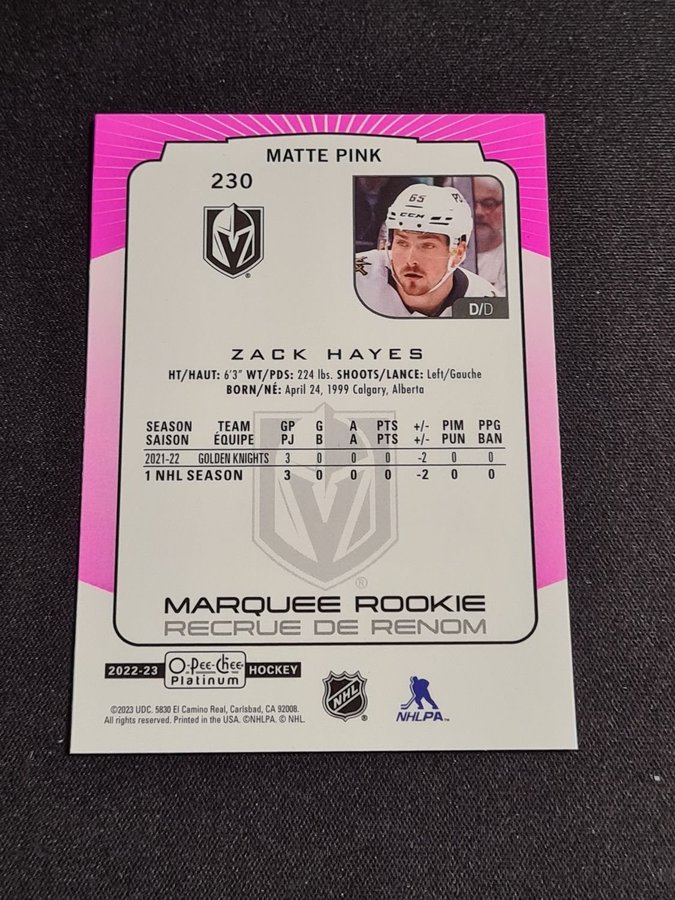 MATTE PINK
230
65
CCM
D/D
ZACK HAYES
HT/HAUT: 6'3" WT/PDS: 224 lbs. SHOOTS/LANCE: Left/Gauche
BORN/NÉ: April 24, 1999 Calgary, Alberta
SEASON TEAM GP G A PTS +/- PIM PPG
SAISON ÉQUIPE PJ B A PTS +/- PUN BAN
2021-22 GOLDEN KNIGHTS 3 0 0 0 -2 0 0
1 NHL SEASON 3 0 0 0 -2 0 0
MARQUEE ROOKIE
RECRUE DE RENOM
2022-23 O-Pee-Chee Platinum HOCKEY
NHL
NHLPA™
©2023 UDC. 5830 El Camino Real, Carlsbad, CA 92008.
All rights reserved. Printed in the USA. ©NHLPA. © NHL.